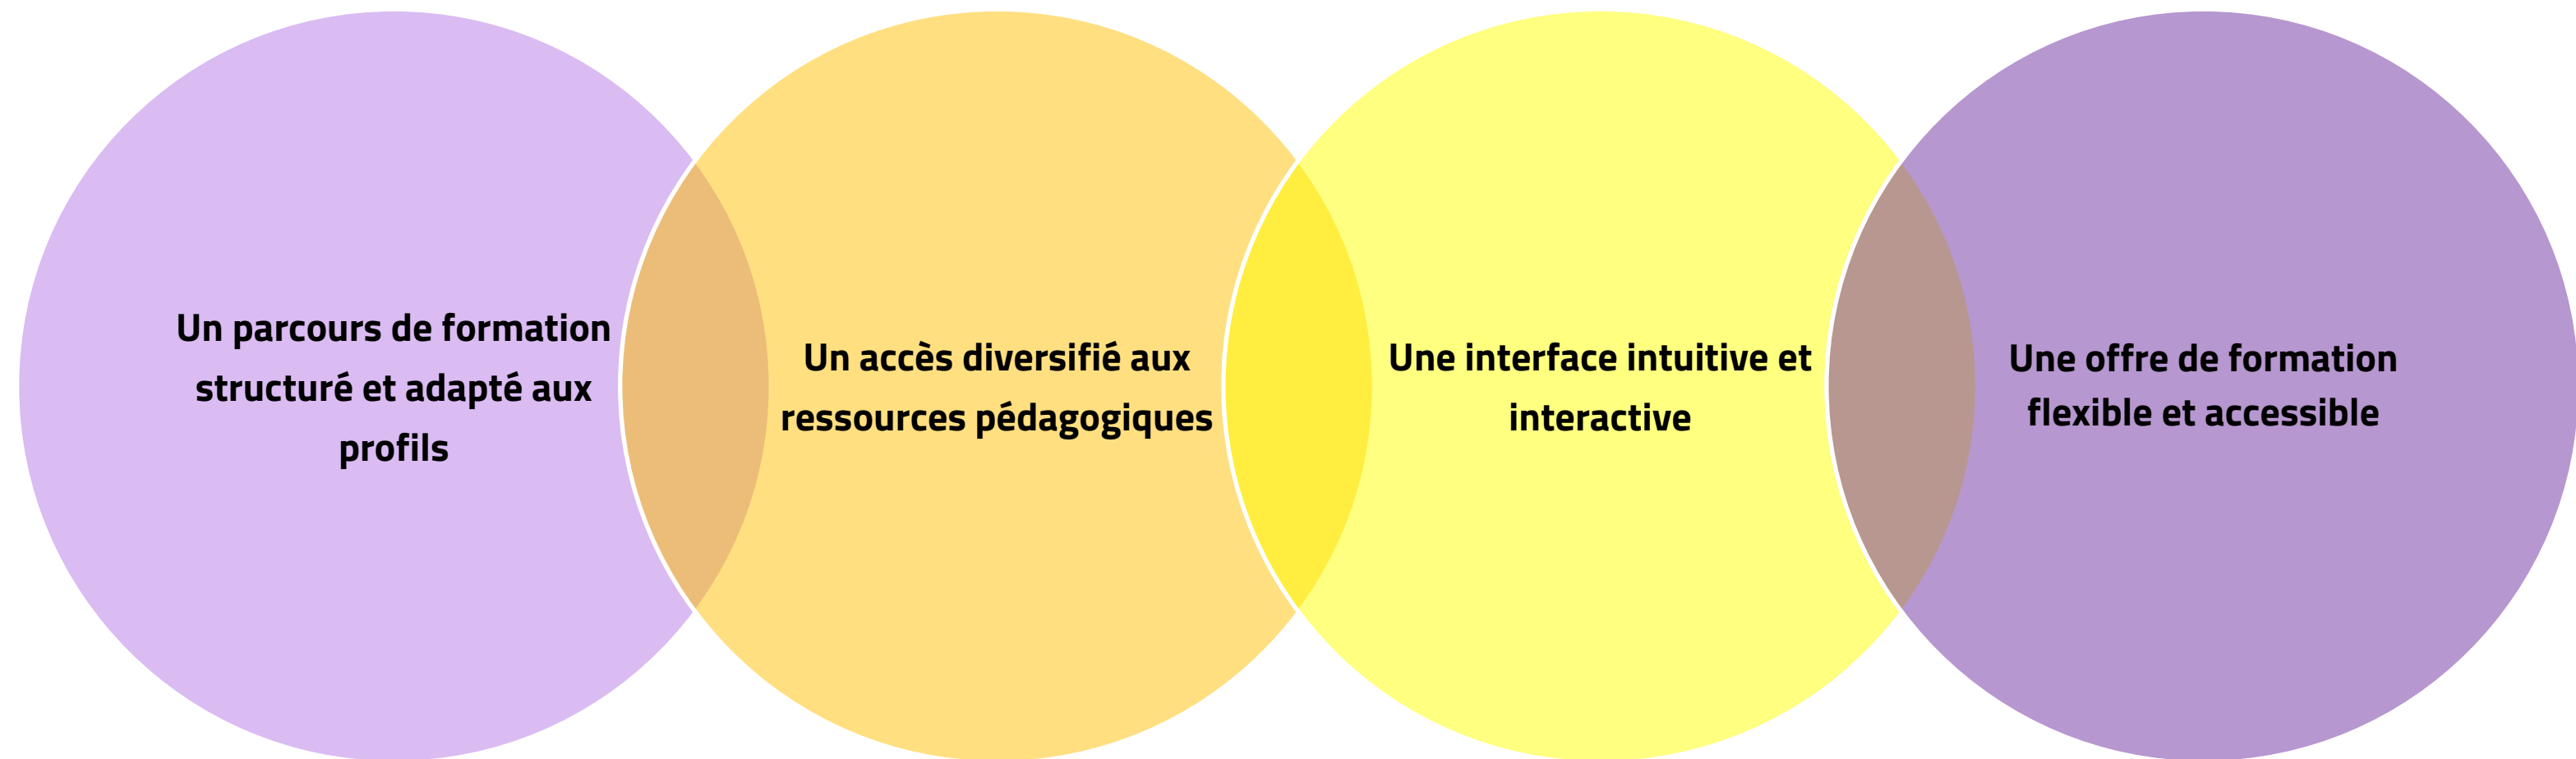 Un parcours de formation
structuré et adapté aux
profils
Un accès diversifié aux
ressources pédagogiques
Une interface intuitive et
interactive
Une offre de formation
flexible et accessible